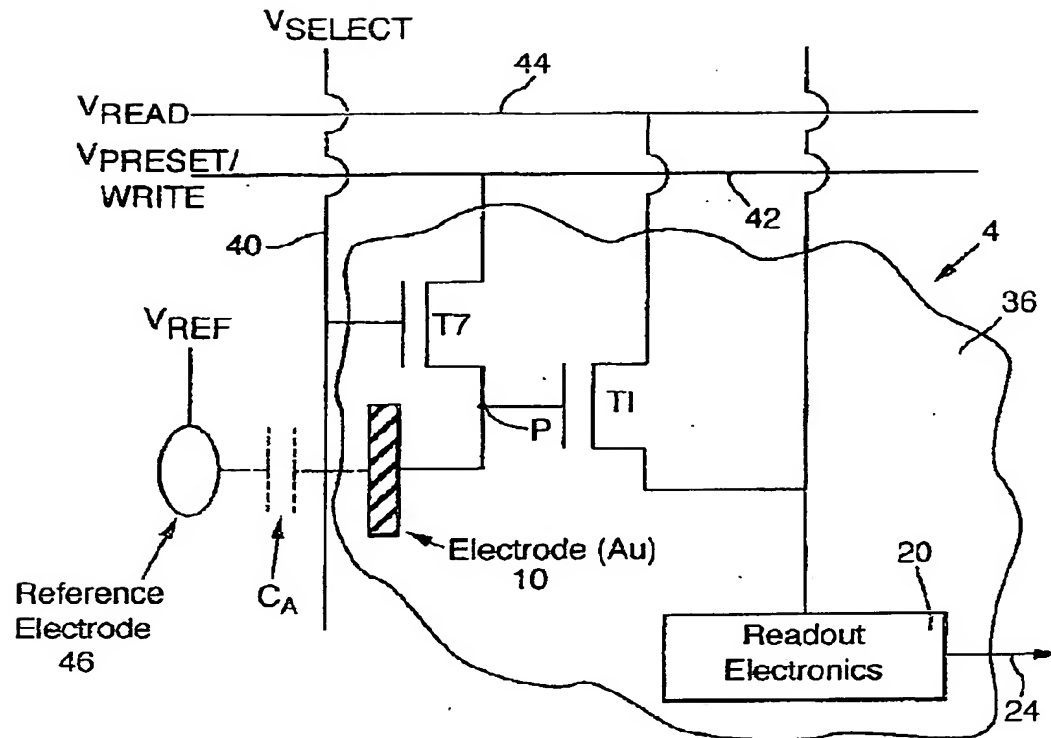 VSELECT
VREAD
44
VPRESET/
WRITE
42
40
4
36
T7
VREF
T1
P
Electrode (Au)
10
CA
Reference
Electrode
46
20
Readout
Electronics
24